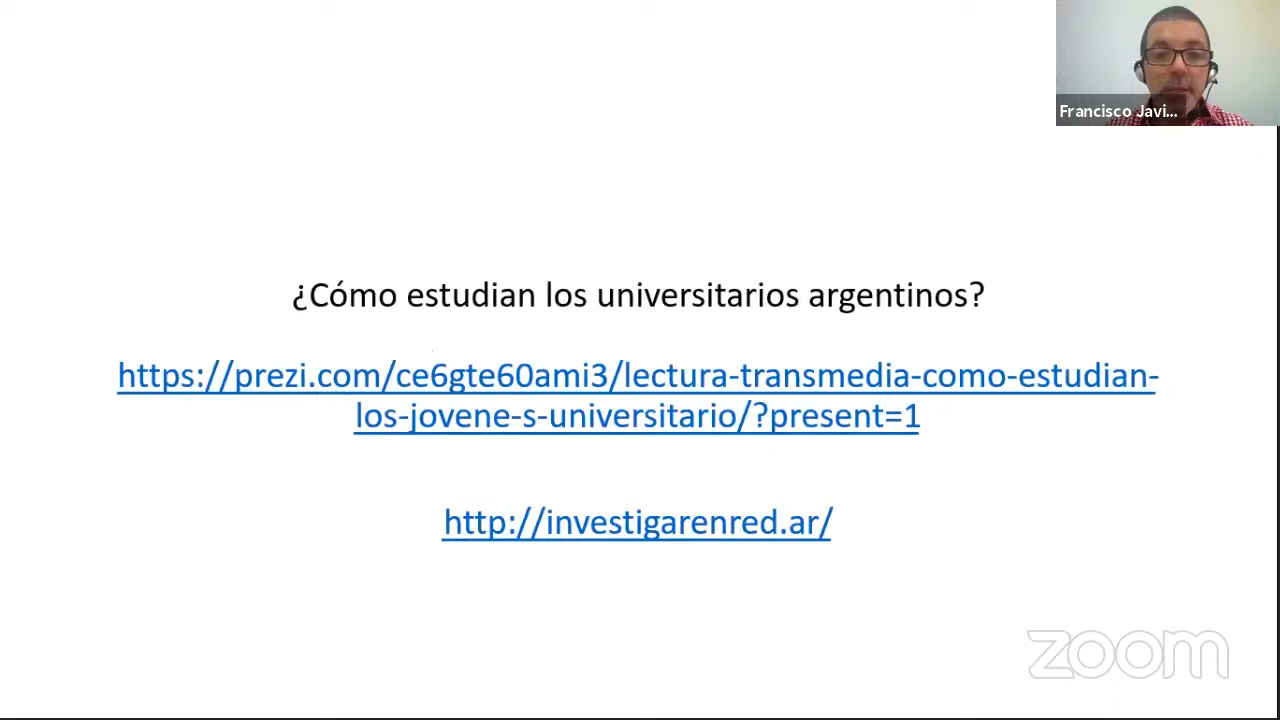 Francisco Javi...
¿Cómo estudian los universitarios argentinos?
https://prezi.com/ce6gte60ami3/lectura-transmedia-como-estudian-
los-jovene-s-universitario/?present=1
http://investigarenred.ar/
zoom